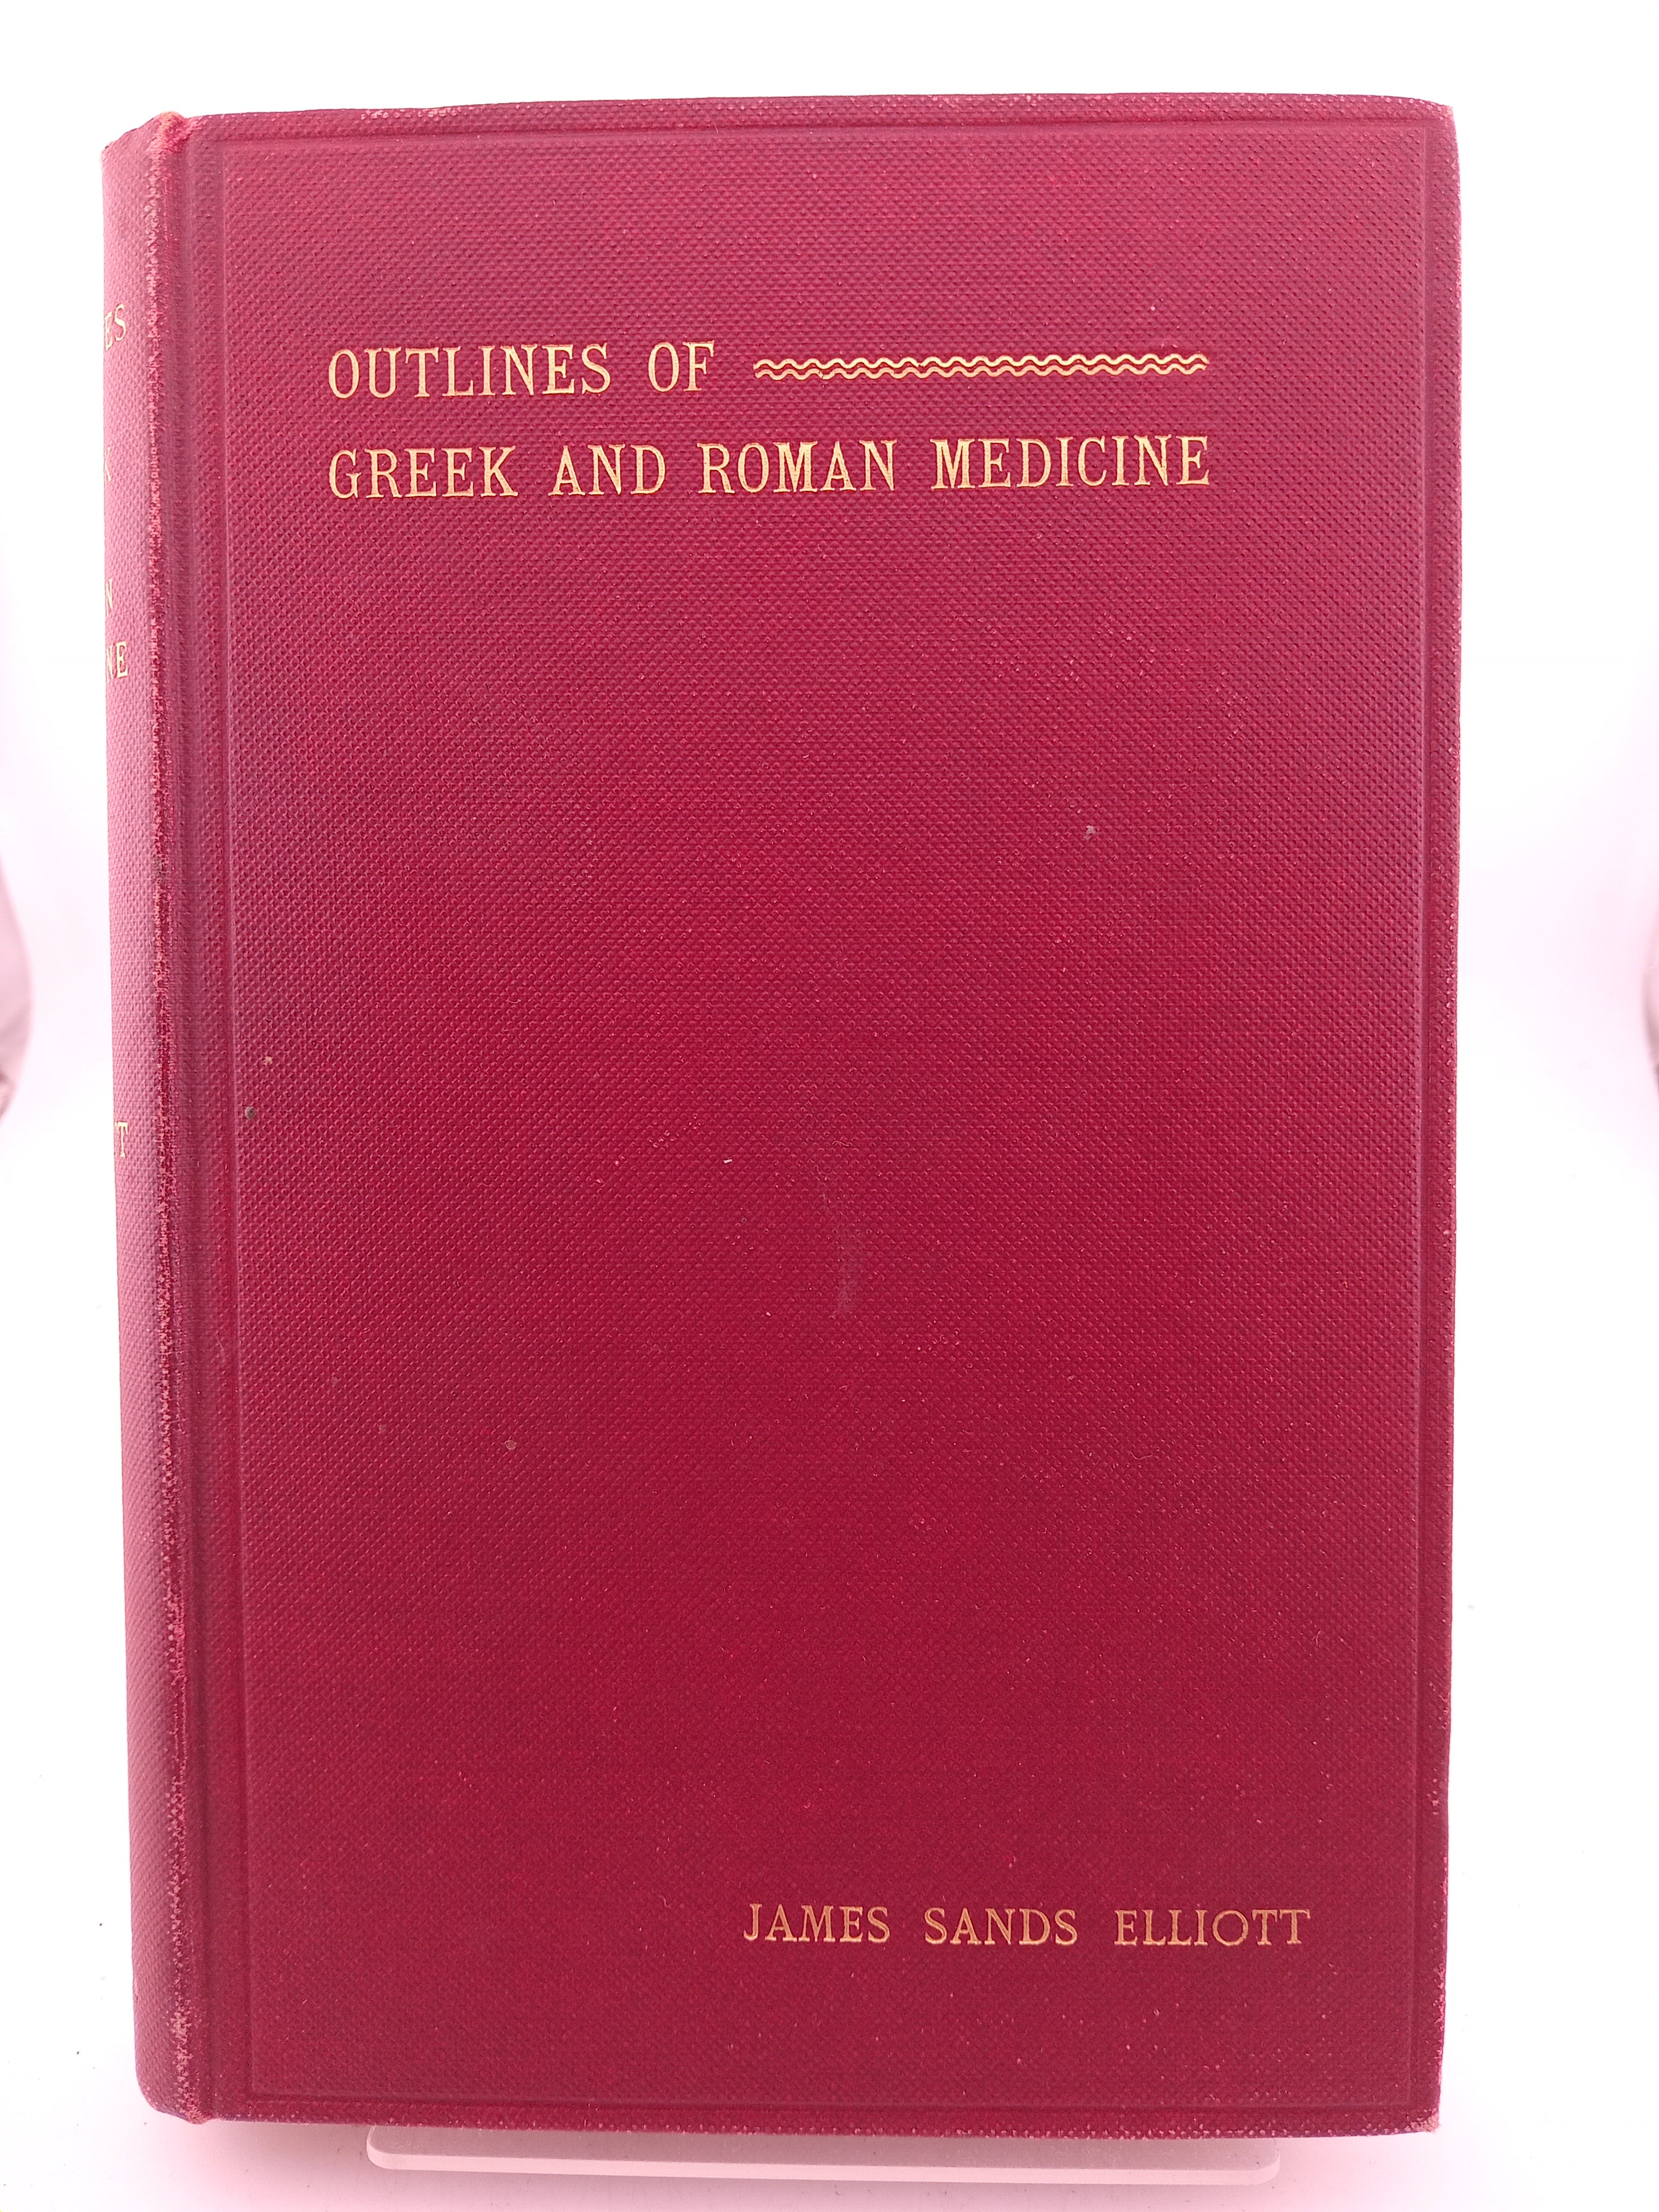 OUTLINES OF
GREEK AND ROMAN MEDICINE
JAMES SANDS ELLIOTT